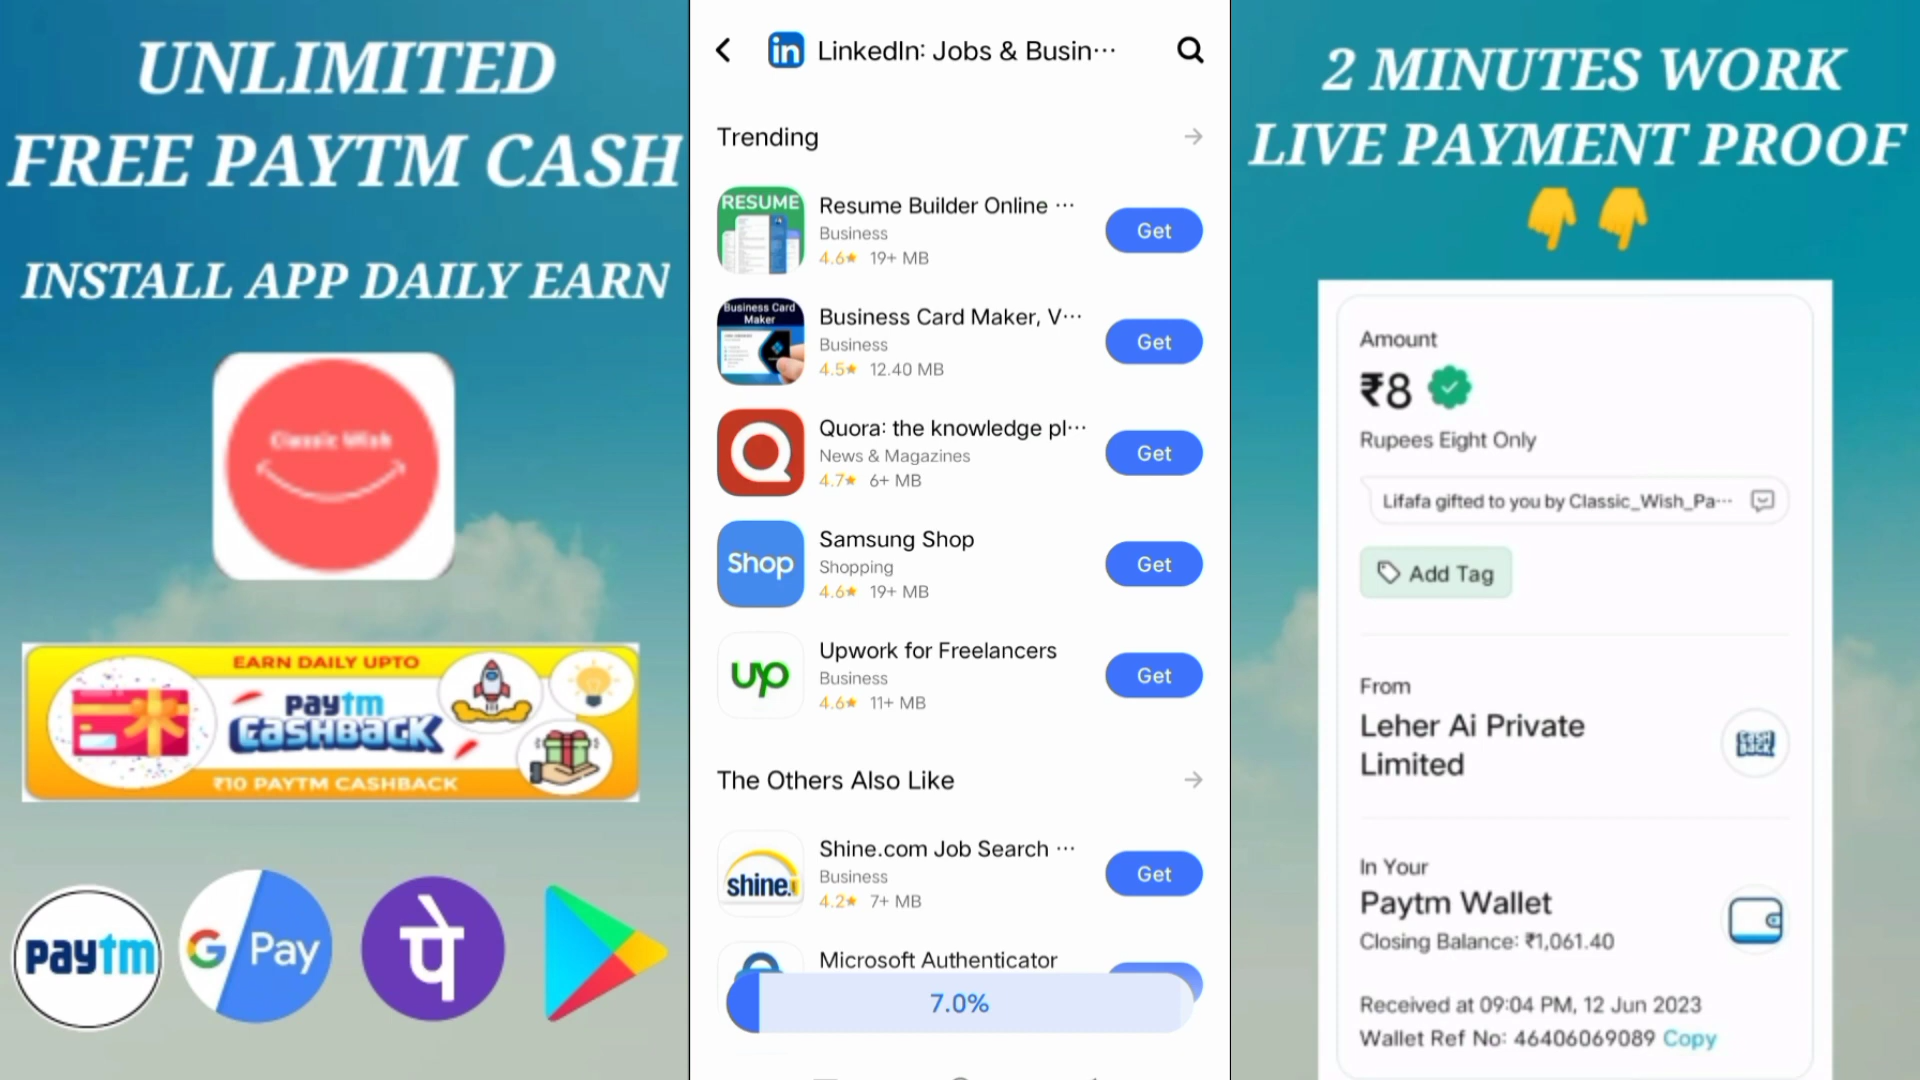 UNLIMITED
FREE PAYTM CASH
INSTALL APP DAILY EARN
Classic Wish
EARN DAILY UPTO
paytm
CASHBACK
₹10 PAYTM CASHBACK
paytm
G Pay
पे
LinkedIn: Jobs & Busin···
Trending
RESUME
Resume Builder Online ···
Business
4.6★ 19+ MB
Get
Business Card
Maker
Business Card Maker, V···
Business
4.5★ 12.40 MB
Get
Quora: the knowledge pl···
News & Magazines
4.7★ 6+ MB
Get
Shop
Samsung Shop
Shopping
4.6★ 19+ MB
Get
up
Upwork for Freelancers
Business
4.6★ 11+ MB
Get
The Others Also Like
shine.
Shine.com Job Search ···
Business
4.2★ 7+ MB
Get
Microsoft Authenticator
7.0%
2 MINUTES WORK
LIVE PAYMENT PROOF
Amount
₹8
Rupees Eight Only
Lifafa gifted to you by Classic_Wish_Pa···
Add Tag
From
Leher Ai Private
Limited
CASH
BACK
In Your
Paytm Wallet
Closing Balance: ₹1,061.40
Received at 09:04 PM, 12 Jun 2023
Wallet Ref No: 46406069089 Copy